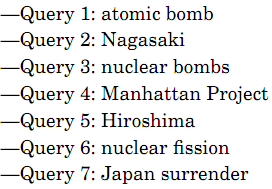 —Query 1: atomic bomb
—Query 2: Nagasaki
—Query 3: nuclear bombs
—Query 4: Manhattan Project
—Query 5: Hiroshima
—Query 6: nuclear fission
—Query 7: Japan surrender